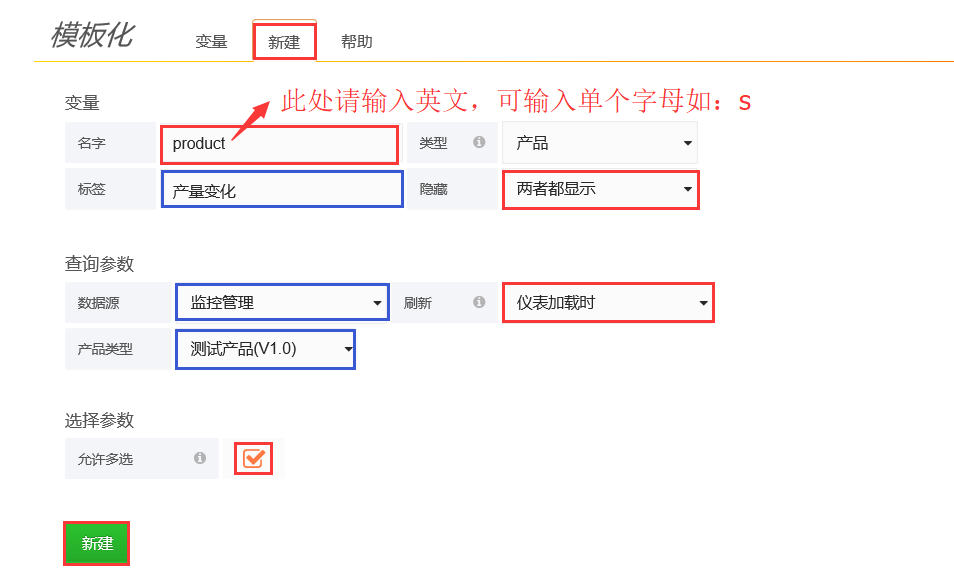 模板化 变量 新建 帮助
变量 此处请输入英文，可输入单个字母如：s
名字 product 类型 产品
标签 产量变化 隐藏 两者都显示
查询参数
数据源 监控管理 刷新 仪表加载时
产品类型 测试产品(V1.0)
选择参数
允许多选
新建